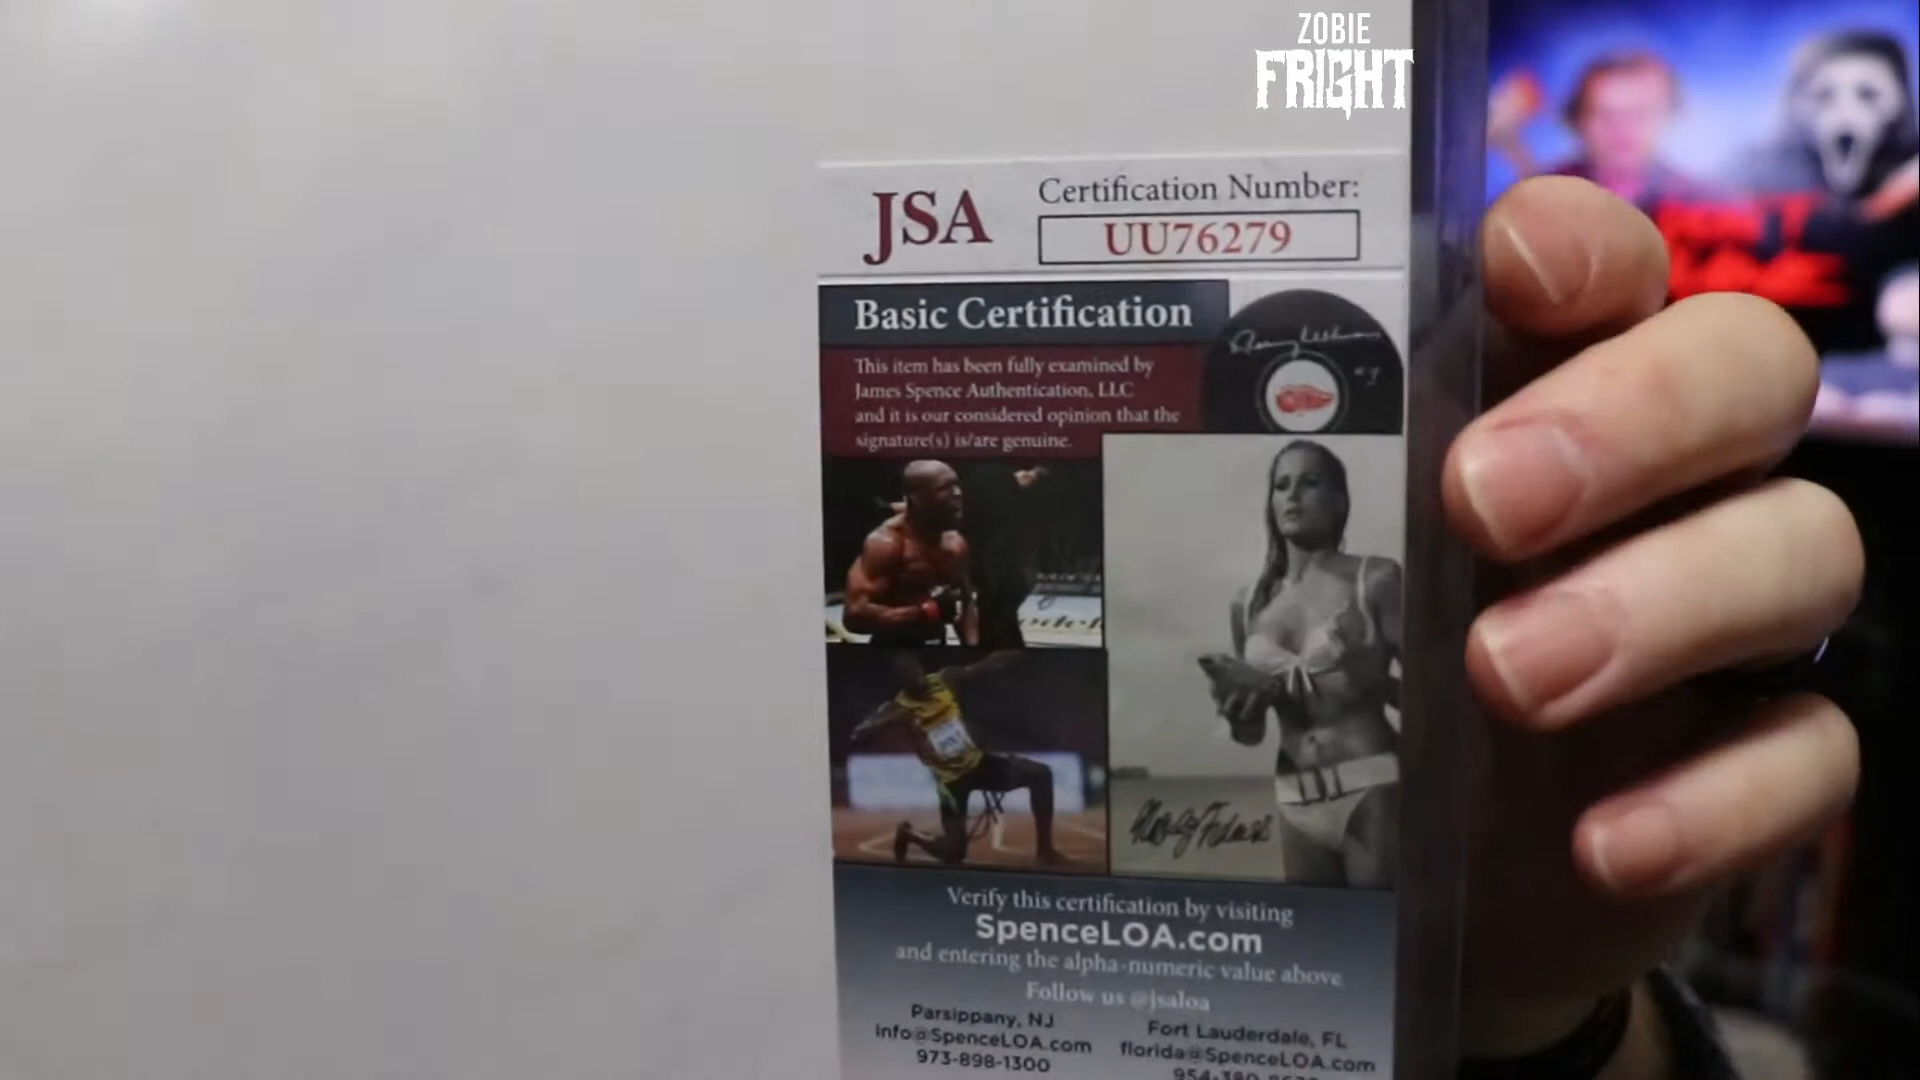 ZOBIE
FRIGHT
JSA
Certification Number:
UU76279
Basic Certification
This item has been fully examined by
James Spence Authentication, LLC
and it is our considered opinion that the
signature(s) is/are genuine.
Verify this certification by visiting
SpenceLOA.com
and entering the alpha-numeric value above
Follow us @jsaloa
Parsippany, NJ
info@SpenceLOA.com
973-898-1300
Fort Lauderdale, FL
florida@SpenceLOA.com